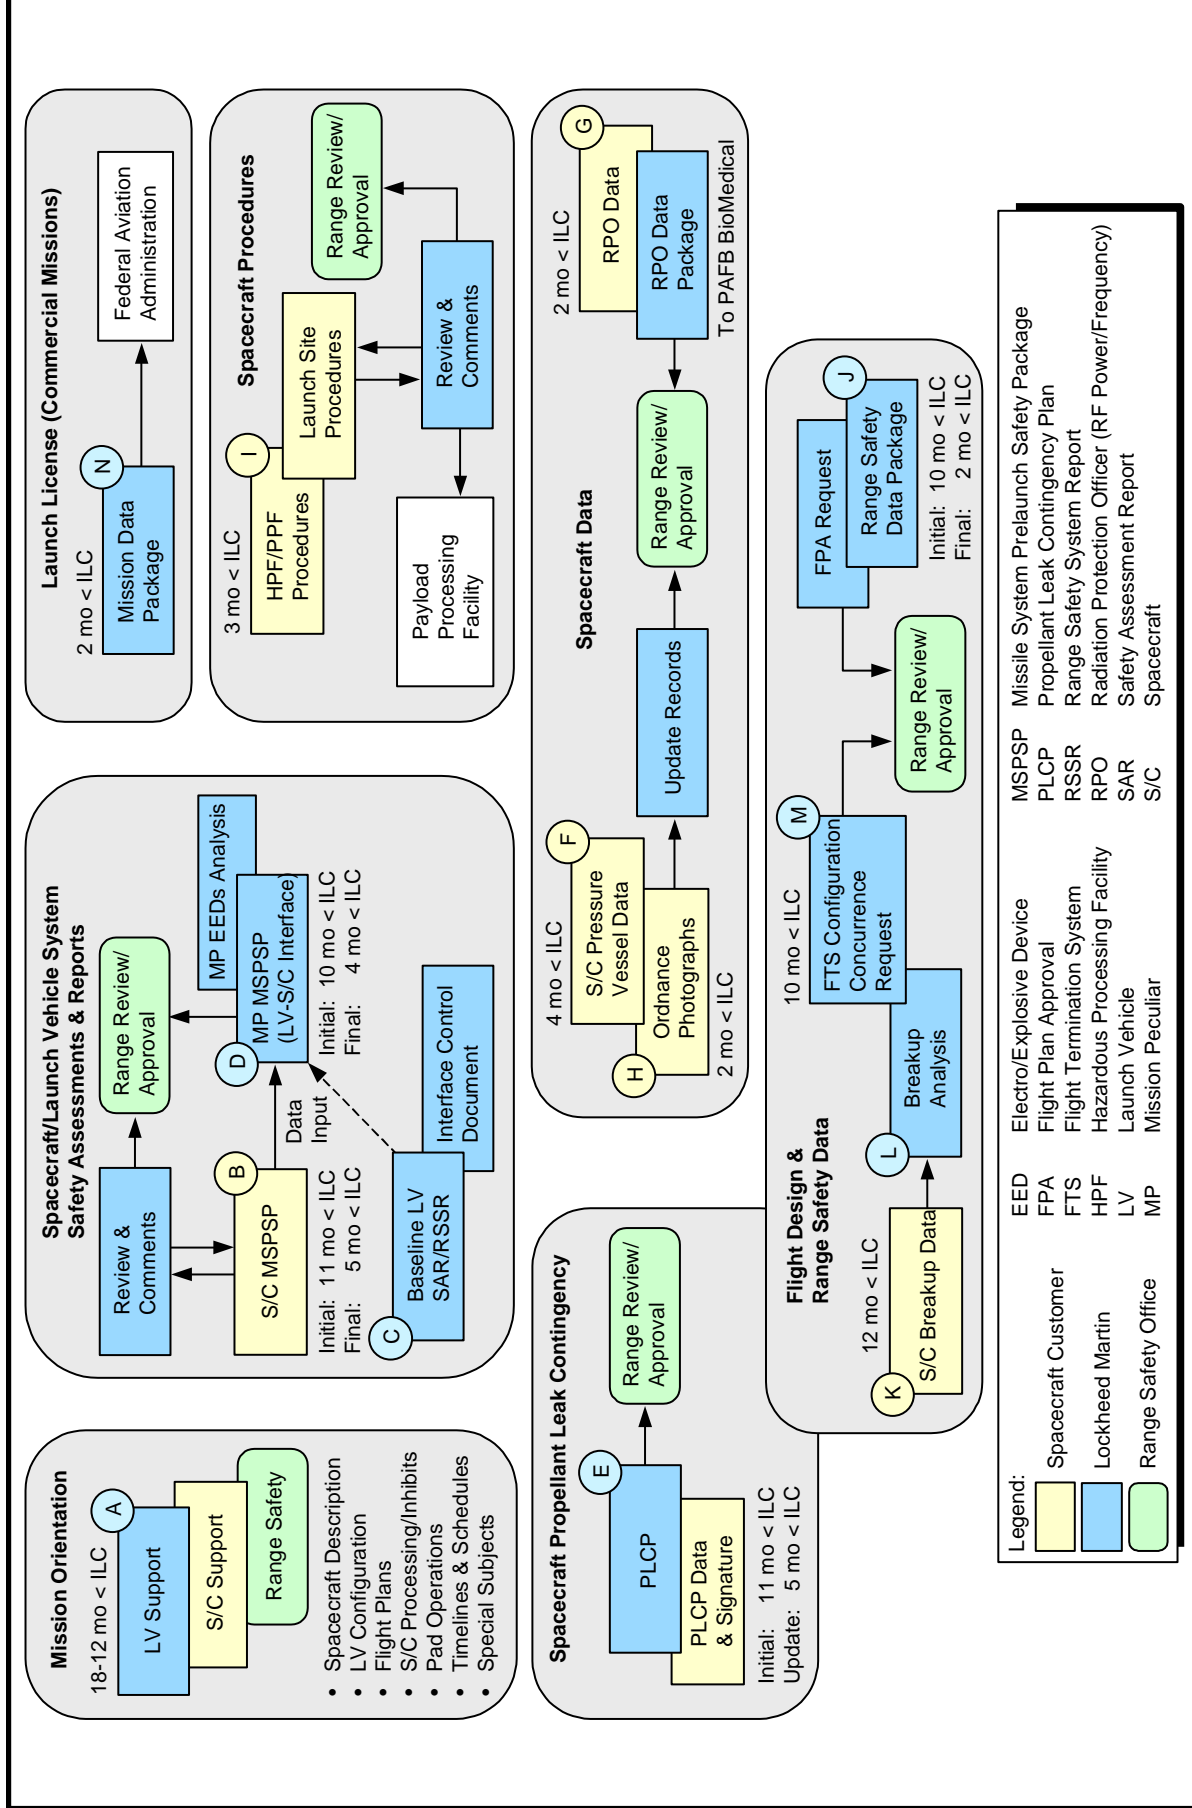 Mission Orientation
18-12 mo < ILC
A
LV Support
S/C Support
Range Safety
• Spacecraft Description
• LV Configuration
• Flight Plans
• S/C Processing/Inhibits
• Pad Operations
• Timelines & Schedules
• Special Subjects
Spacecraft/Launch Vehicle System
Safety Assessments & Reports
Review &
Comments
Range Review/
Approval
B
S/C MSPSP
Initial: 11 mo < ILC
Final: 5 mo < ILC
Data
Input
D
MP EEDs Analysis
MP MSPSP
(LV-S/C Interface)
Initial: 10 mo < ILC
Final: 4 mo < ILC
C
Baseline LV
SAR/RSSR
Interface Control
Document
Launch License (Commercial Missions)
2 mo < ILC
N
Mission Data
Package
Federal Aviation
Administration
Spacecraft Procedures
3 mo < ILC
I
HPF/PPF
Procedures
Launch Site
Procedures
Range Review/
Approval
Payload
Processing
Facility
Review &
Comments
Spacecraft Propellant Leak Contingency
E
PLCP
PLCP Data
& Signature
Range Review/
Approval
Initial: 11 mo < ILC
Update: 5 mo < ILC
Spacecraft Data
4 mo < ILC
F
S/C Pressure
Vessel Data
H
Ordnance
Photographs
2 mo < ILC
Update Records
Range Review/
Approval
2 mo < ILC
G
RPO Data
RPO Data
Package
To PAFB BioMedical
Flight Design &
Range Safety Data
12 mo < ILC
K
S/C Breakup Data
L
Breakup
Analysis
10 mo < ILC
M
FTS Configuration
Concurrence
Request
Range Review/
Approval
FPA Request
J
Range Safety
Data Package
Initial: 10 mo < ILC
Final: 2 mo < ILC
Legend:
Spacecraft Customer
Lockheed Martin
Range Safety Office
EED Electro/Explosive Device
FPA Flight Plan Approval
FTS Flight Termination System
HPF Hazardous Processing Facility
LV Launch Vehicle
MP Mission Peculiar
MSPSP Missile System Prelaunch Safety Package
PLCP Propellant Leak Contingency Plan
RSSR Range Safety System Report
RPO Radiation Protection Officer (RF Power/Frequency)
SAR Safety Assessment Report
S/C Spacecraft